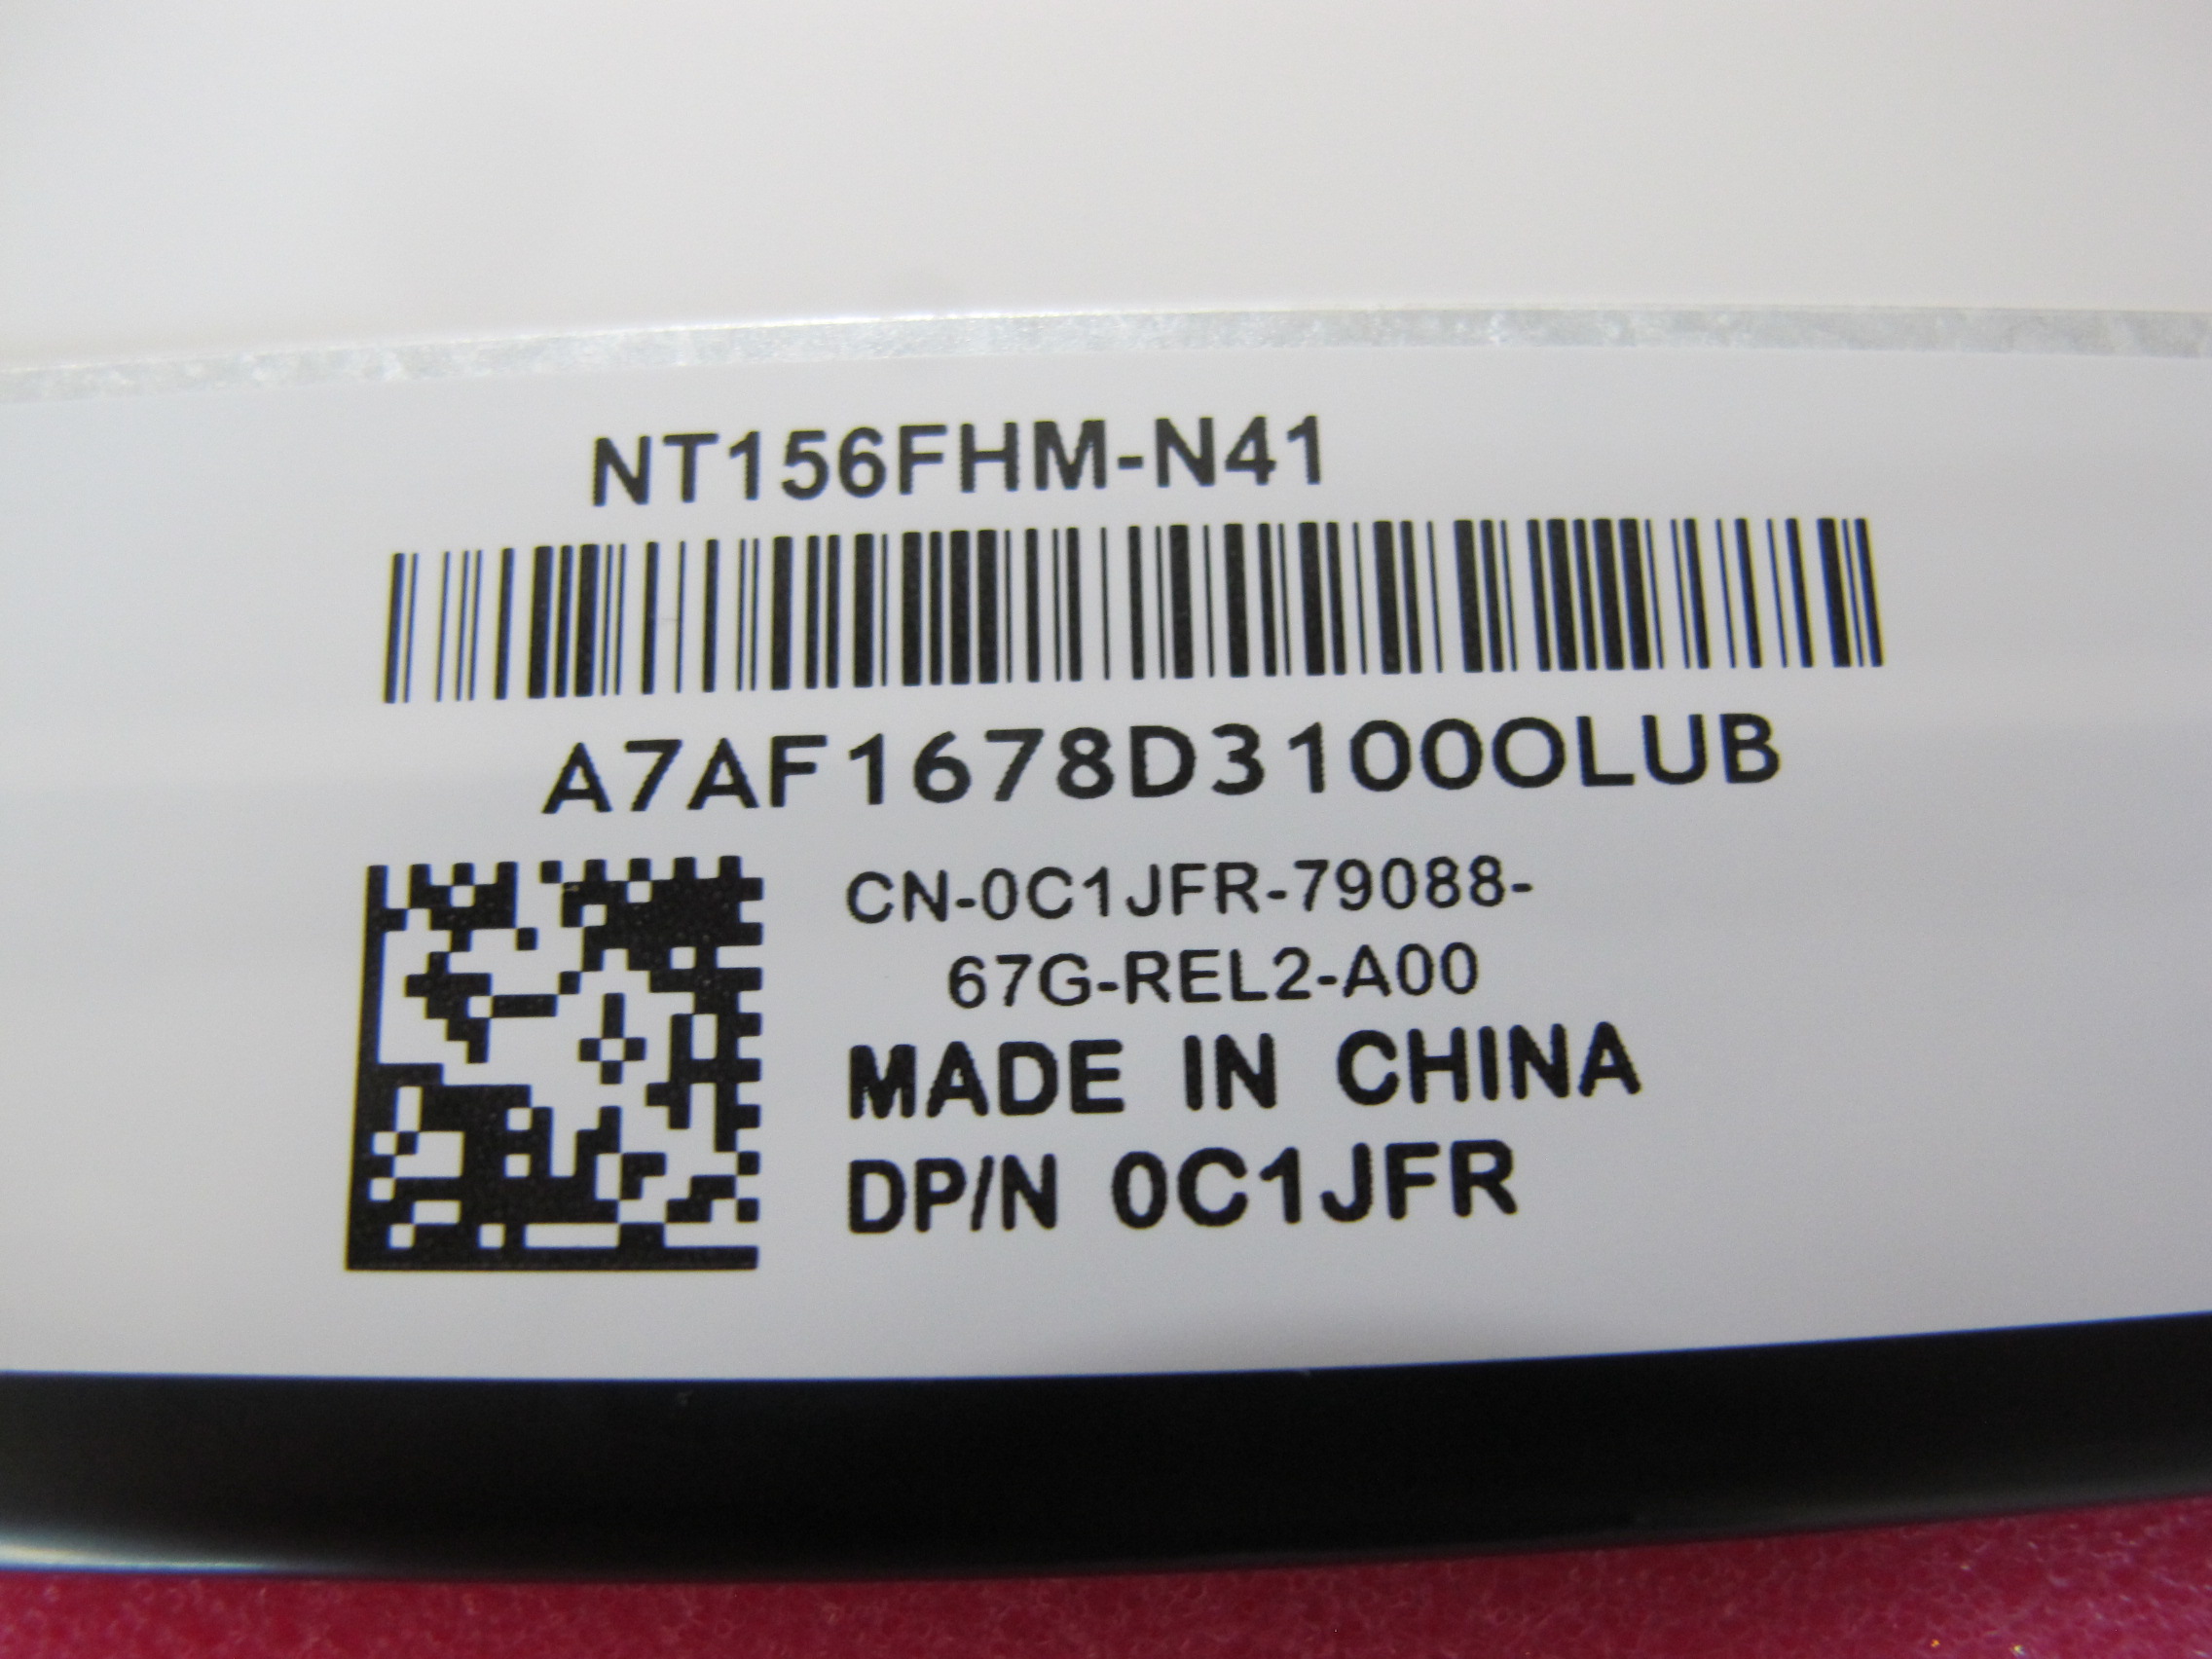 NT156FHM-N41
A7AF1678D3100OLUB
CN-0C1JFR-79088-
67G-REL2-A00
MADE IN CHINA
DP/N 0C1JFR